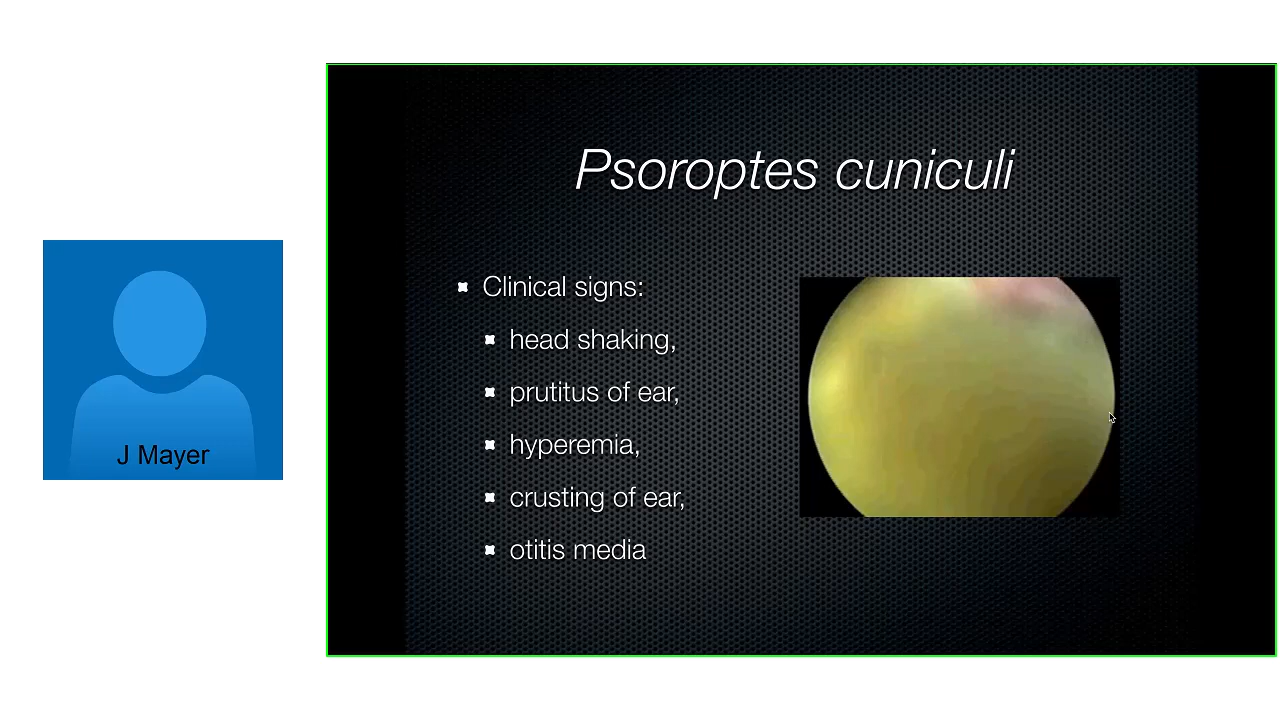 Psoroptes cuniculi
Clinical signs:
head shaking,
prutitus of ear,
hyperemia,
crusting of ear,
otitis media
J Mayer